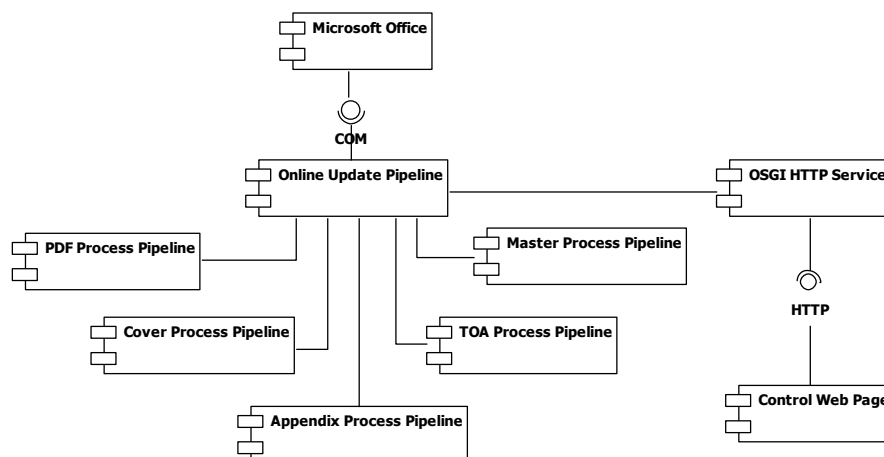 Microsoft Office
COM
Online Update Pipeline
OSGI HTTP Service
PDF Process Pipeline
Master Process Pipeline
HTTP
Cover Process Pipeline
TOA Process Pipeline
Control Web Page
Appendix Process Pipeline